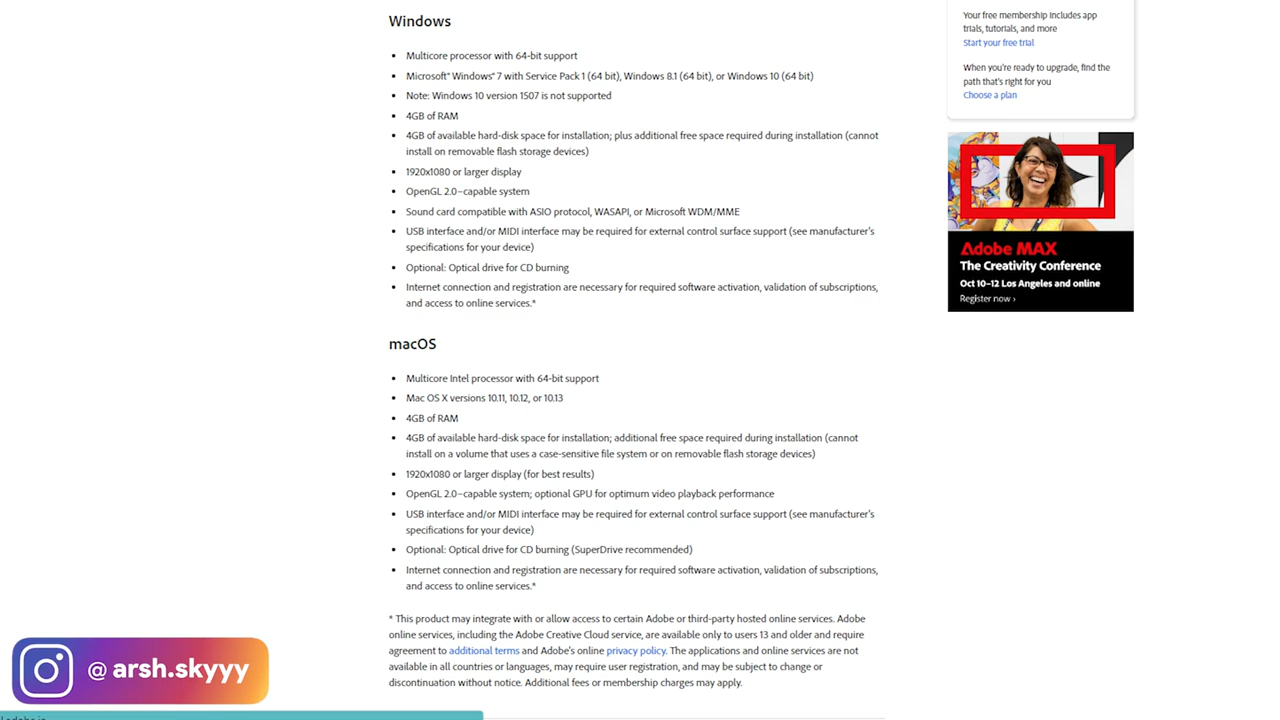 Windows
Multicore processor with 64-bit support
Microsoft® Windows® 7 with Service Pack 1 (64 bit), Windows 8.1 (64 bit), or Windows 10 (64 bit)
Note: Windows 10 version 1507 is not supported
4GB of RAM
4GB of available hard-disk space for installation; plus additional free space required during installation (cannot
install on removable flash storage devices)
1920x1080 or larger display
OpenGL 2.0–capable system
Sound card compatible with ASIO protocol, WASAPI, or Microsoft WDM/MME
USB interface and/or MIDI interface may be required for external control surface support (see manufacturer's
specifications for your device)
Optional: Optical drive for CD burning
Internet connection and registration are necessary for required software activation, validation of subscriptions,
and access to online services.*
macOS
Multicore Intel processor with 64-bit support
Mac OS X versions 10.11, 10.12, or 10.13
4GB of RAM
4GB of available hard-disk space for installation; additional free space required during installation (cannot
install on a volume that uses a case-sensitive file system or on removable flash storage devices)
1920x1080 or larger display (for best results)
OpenGL 2.0–capable system; optional GPU for optimum video playback performance
USB interface and/or MIDI interface may be required for external control surface support (see manufacturer's
specifications for your device)
Optional: Optical drive for CD burning (SuperDrive recommended)
Internet connection and registration are necessary for required software activation, validation of subscriptions,
and access to online services.*
* This product may integrate with or allow access to certain Adobe or third-party hosted online services. Adobe
online services, including the Adobe Creative Cloud service, are available only to users 13 and older and require
agreement to additional terms and Adobe's online privacy policy. The applications and online services are not
available in all countries or languages, may require user registration, and may be subject to change or
discontinuation without notice. Additional fees or membership charges may apply.
Your free membership includes app
trials, tutorials, and more
Start your free trial
When you're ready to upgrade, find the
path that's right for you
Choose a plan
Adobe MAX
The Creativity Conference
Oct 10–12 Los Angeles and online
Register now ›
@ arsh.skyyy